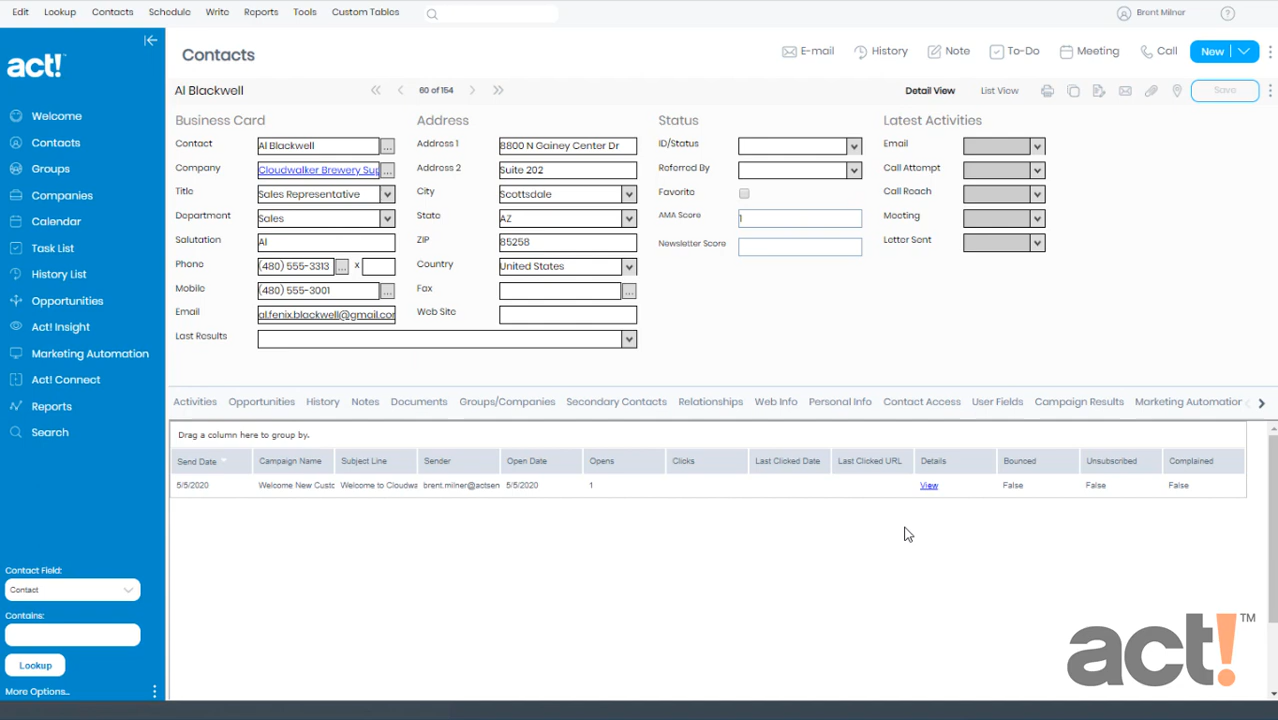 Edit Lookup Contacts Schedule Write Reports Tools Custom Tables Brent Milner ?
act!™
Welcome
Contacts
Groups
Companies
Calendar
Task List
History List
Opportunities
Act! Insight
Marketing Automation
Act! Connect
Reports
Search
Contact Field:
Contact
Contains:
Lookup
More Options...
Contacts E-mail History Note To-Do Meeting Call New
Al Blackwell 60 of 154 Detail View List View Save
Business Card
Contact Al Blackwell ...
Company Cloudwalker Brewery Sup ...
Title Sales Representative
Department Sales
Salutation Al
Phone (480) 555-3313 ... x
Mobile (480) 555-3001 ...
Email al.fenix.blackwell@gmail.co
Last Results
Address
Address 1 8800 N Gainey Center Dr
Address 2 Suite 202
City Scottsdale
State AZ
ZIP 85258
Country United States
Fax ...
Web Site
Status
ID/Status
Referred By
Favorite
AMA Score 1
Newsletter Score
Latest Activities
Email
Call Attempt
Call Reach
Meeting
Letter Sent
Activities Opportunities History Notes Documents Groups/Companies Secondary Contacts Relationships Web Info Personal Info Contact Access User Fields Campaign Results Marketing Automation
Drag a column here to group by.
Send Date Campaign Name Subject Line Sender Open Date Opens Clicks Last Clicked Date Last Clicked URL Details Bounced Unsubscribed Complained
5/5/2020 Welcome New Custc Welcome to Cloudwa brent.milner@actsen 5/5/2020 1 View False False False
act!™